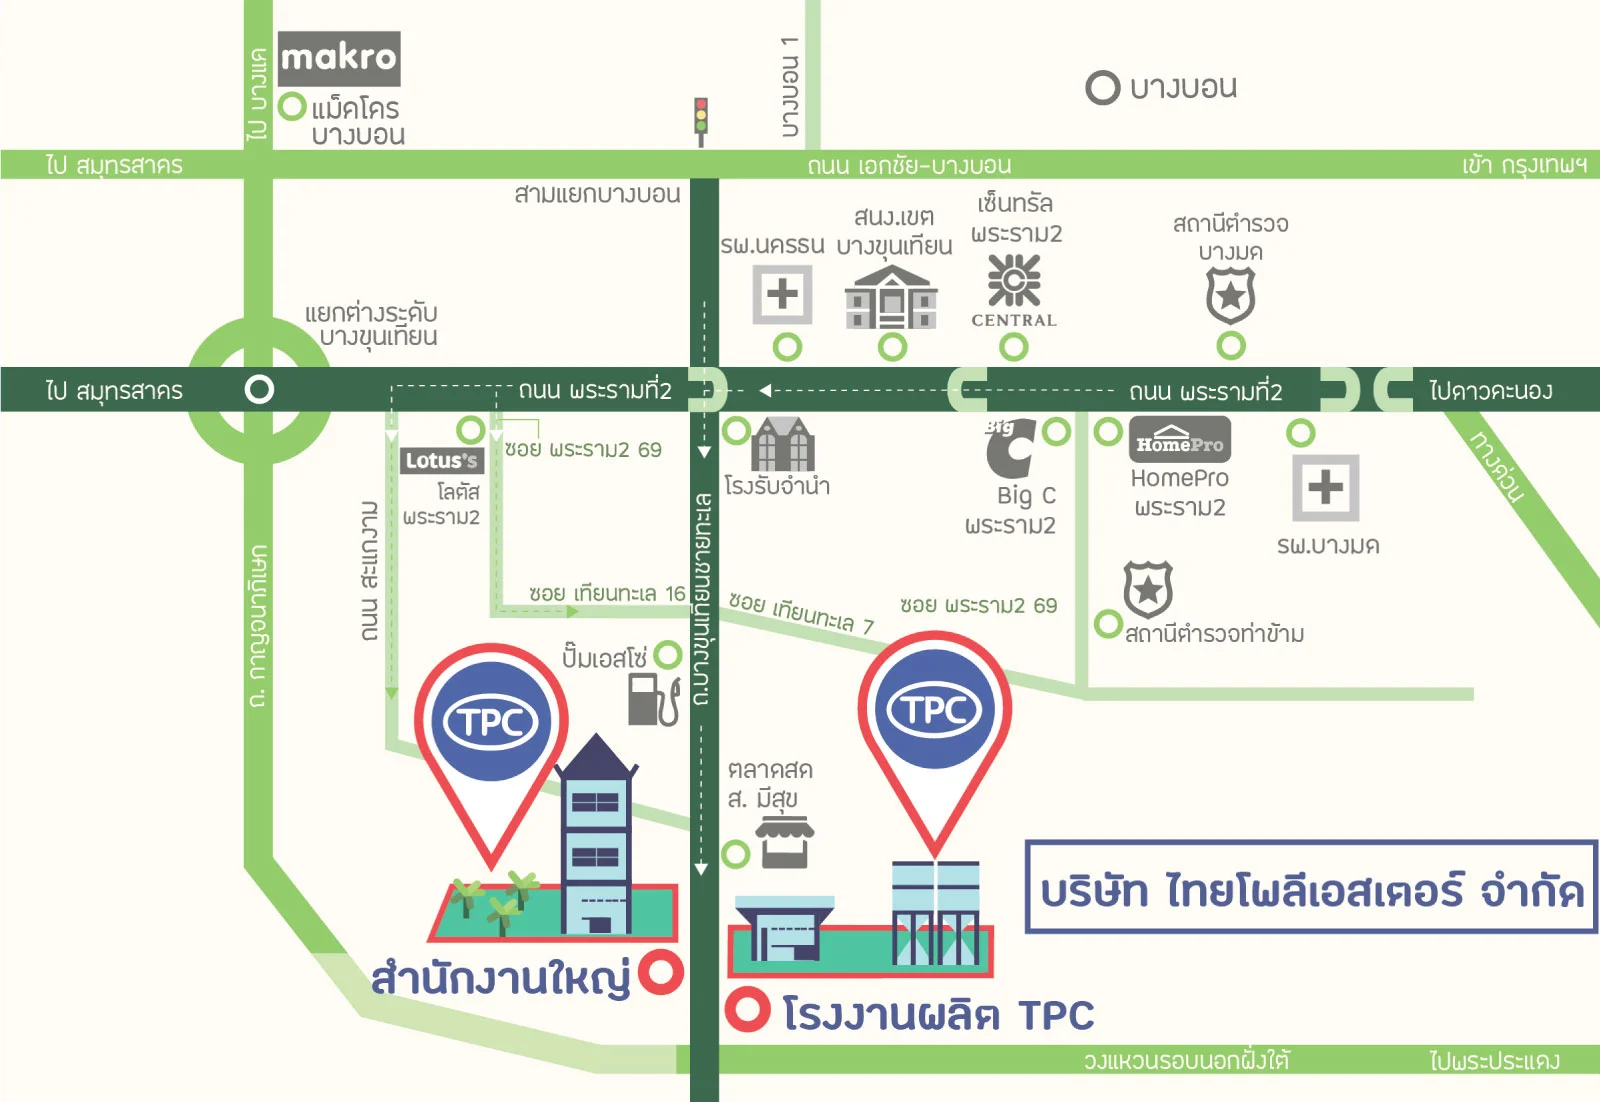 ไป บางแค
makro
แม็คโคร
บางบอน
บางบอน 1
บางบอน
ไป สมุทรสาคร
ถนน เอกชัย-บางบอน
เข้า กรุงเทพฯ
สามแยกบางบอน
รพ.นครธน
สนง.เขต
บางขุนเทียน
เซ็นทรัล
พระราม2
CENTRAL
สถานีตำรวจ
บางมด
แยกต่างระดับ
บางขุนเทียน
ไป สมุทรสาคร
ถนน พระรามที่2
ถนน พระรามที่2
ไปดาวคะนอง
Lotus's
โลตัส
พระราม2
ซอย พระราม2 69
โรงรับจำนำ
Big C
Big C
พระราม2
HomePro
HomePro
พระราม2
รพ.บางมด
ทางด่วน
ถนน สะแกงาม
ถ. กาญจนาภิเษก
ถ.บางขุนเทียนชายทะเล
ซอย เทียนทะเล 16
ซอย เทียนทะเล 7
ซอย พระราม2 69
สถานีตำรวจท่าข้าม
ปั๊มเอสโซ่
TPC
TPC
ตลาดสด
ส. มีสุข
บริษัท ไทยโพลีเอสเตอร์ จำกัด
สำนักงานใหญ่
โรงงานผลิต TPC
วงแหวนรอบนอกฝั่งใต้
ไปพระประแดง